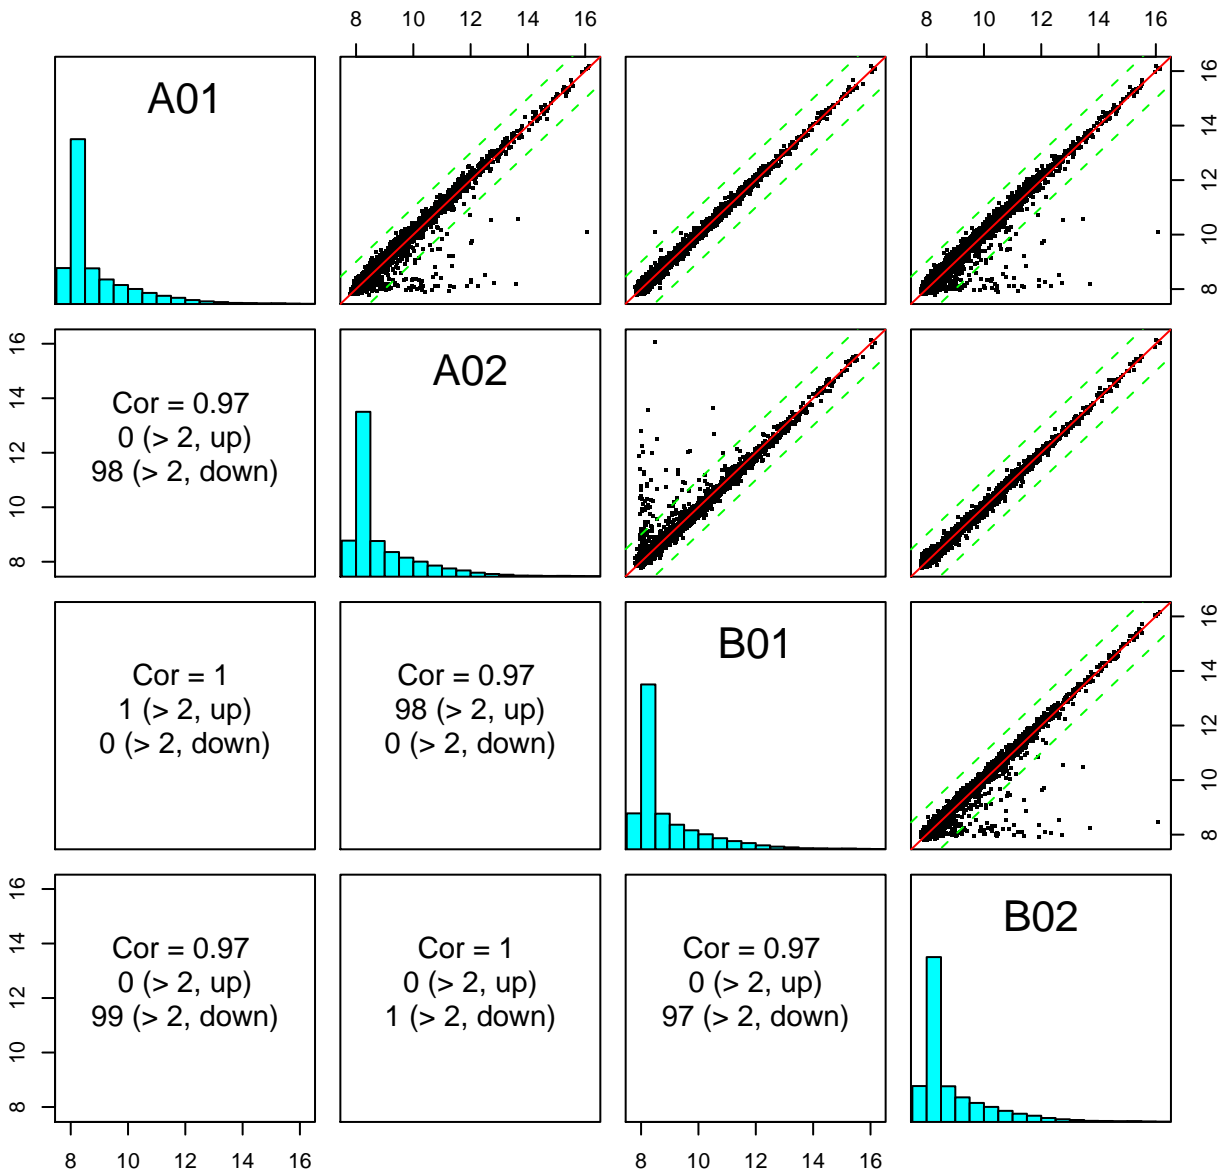 8 10 12 14 16 8 10 12 14 16
A01
16
14
12
10
8
16
14
12
10
8
Cor = 0.97
0 (> 2, up)
98 (> 2, down)
A02
Cor = 1
1 (> 2, up)
0 (> 2, down)
Cor = 0.97
98 (> 2, up)
0 (> 2, down)
B01
16
14
12
10
8
16
14
12
10
8
Cor = 0.97
0 (> 2, up)
99 (> 2, down)
Cor = 1
0 (> 2, up)
1 (> 2, down)
Cor = 0.97
0 (> 2, up)
97 (> 2, down)
B02
8 10 12 14 16 8 10 12 14 16